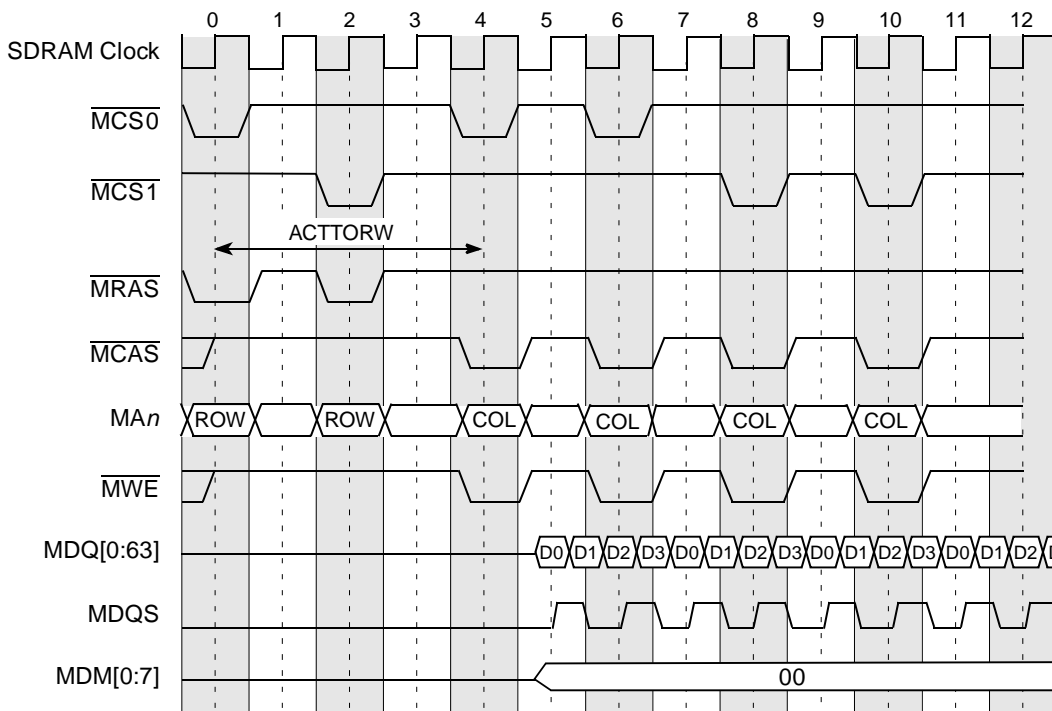 0 1 2 3 4 5 6 7 8 9 10 11 12
SDRAM Clock
MCS0
MCS1
ACTTORW
MRAS
MCAS
MAn ROW ROW COL COL COL COL
MWE
MDQ[0:63] D0 D1 D2 D3 D0 D1 D2 D3 D0 D1 D2 D3 D0 D1 D2
MDQS
MDM[0:7] 00